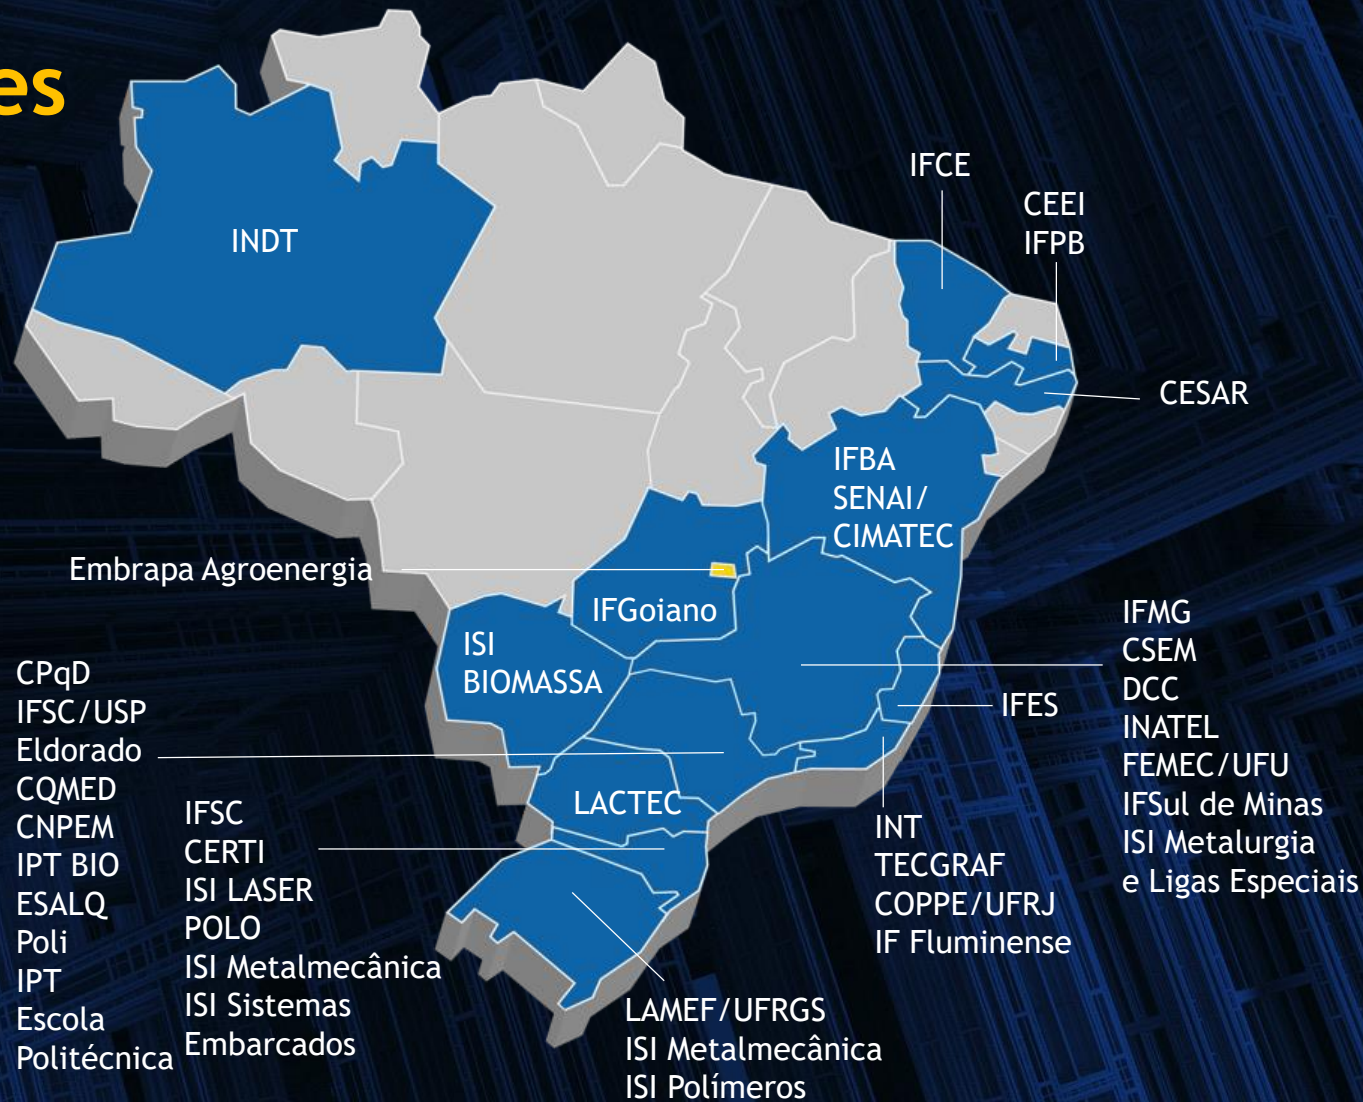 es
INDT
IFCE
CEEI
IFPB
CESAR
IFBA
SENAI/
CIMATEC
Embrapa Agroenergia
IFGoiano
ISI
BIOMASSA
IFMG
CSEM
DCC
INATEL
FEMEC/UFU
IFSul de Minas
ISI Metalurgia
e Ligas Especiais
IFES
CPqD
IFSC/USP
Eldorado
CQMED
CNPEM
IPT BIO
ESALQ
Poli
IPT
Escola
Politécnica
LACTEC
IFSC
CERTI
ISI LASER
POLO
ISI Metalmecânica
ISI Sistemas
Embarcados
INT
TECGRAF
COPPE/UFRJ
IF Fluminense
LAMEF/UFRGS
ISI Metalmecânica
ISI Polímeros